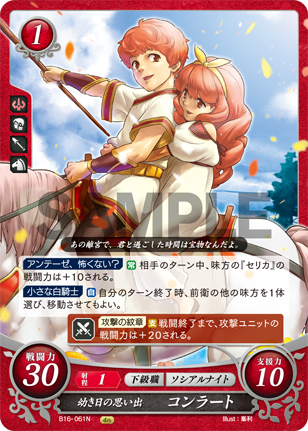 1
SAMPLE
あの離宮で、君と過ごした時間は宝物なんだよ。
アンテーゼ、怖くない? 常 相手のターン中、味方の『セリカ』の
戦闘力は+10される。
小さな白騎士 自 自分のターン終了時、前衛の他の味方を1体
選び、移動させてもよい。
攻撃の紋章 支 戦闘終了まで、攻撃ユニットの
戦闘力は+20される。
戦闘力
30
射程 1 下級職 ソシアルナイト
支援力
10
幼き日の思い出 コンラート
B16-061N
Illust: